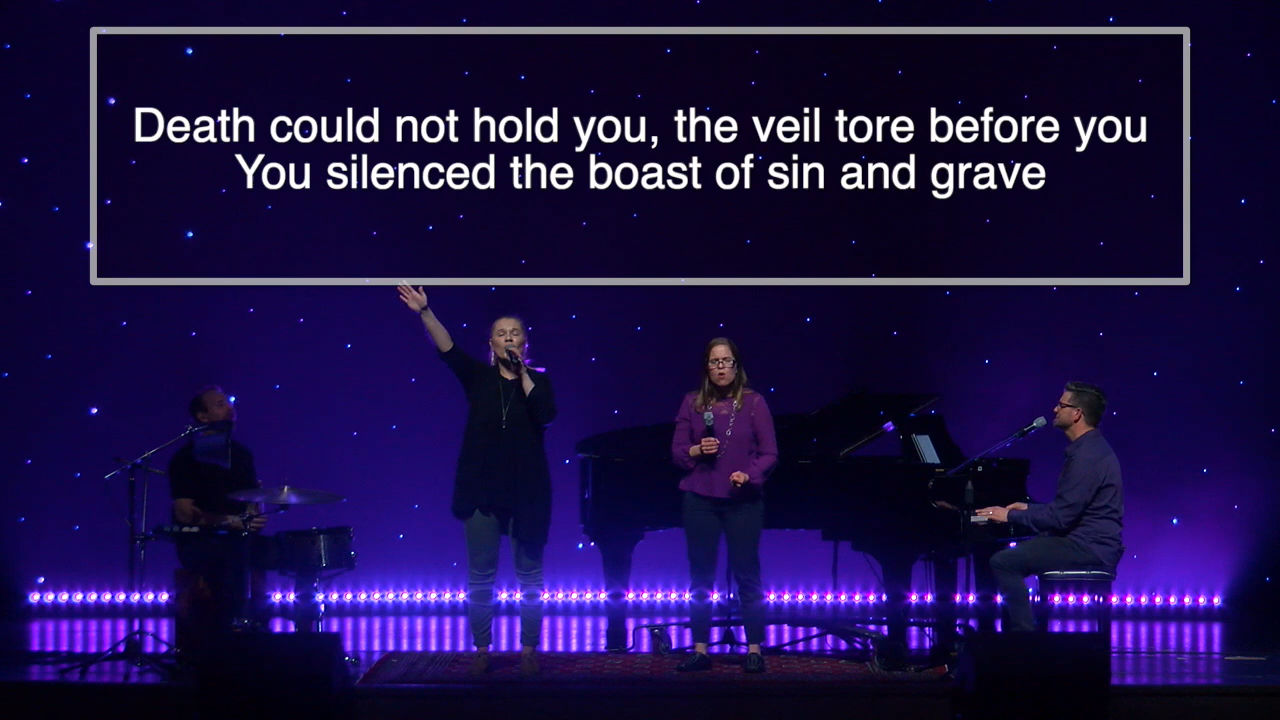 Death could not hold you, the veil tore before you
You silenced the boast of sin and grave